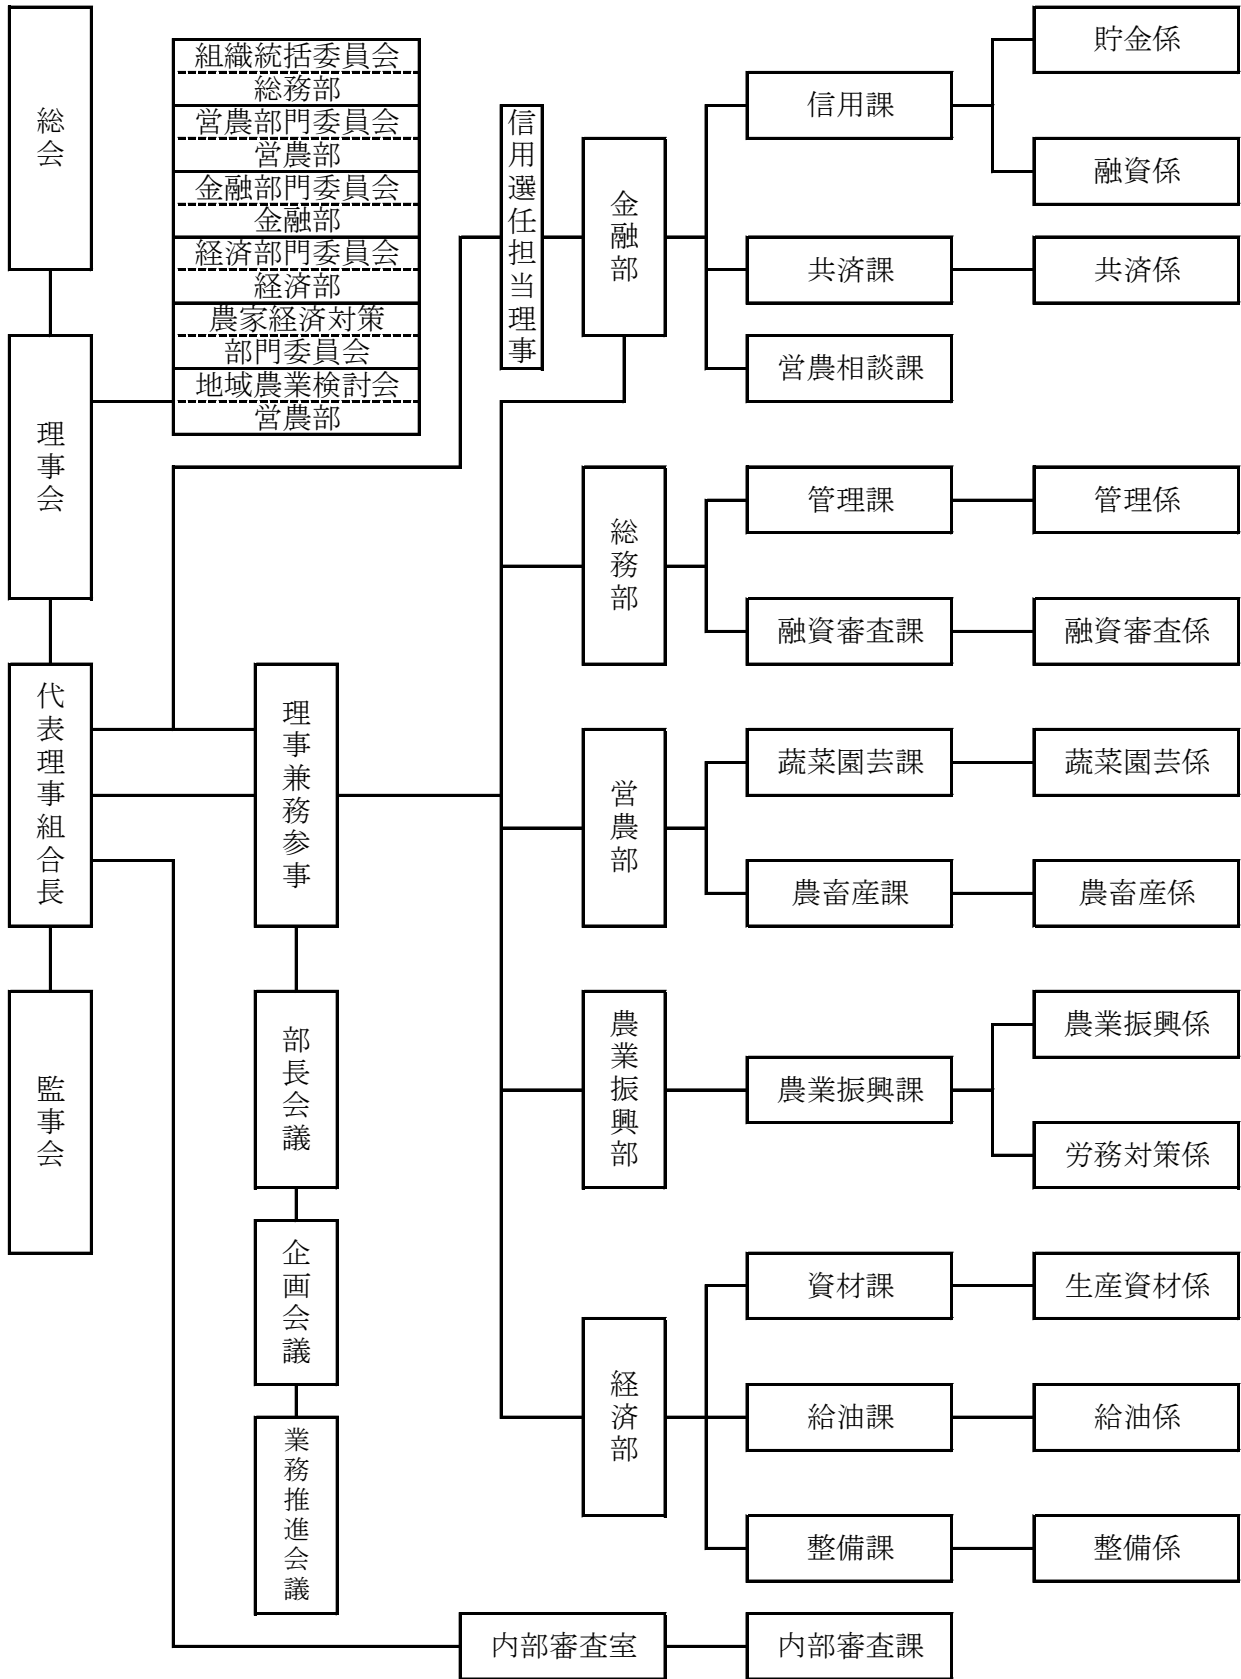 総会
理事会
代表理事組合長
監事会
組織統括委員会
総務部
営農部門委員会
営農部
金融部門委員会
金融部
経済部門委員会
経済部
農家経済対策
部門委員会
地域農業検討会
営農部
理事兼務参事
部長会議
企画会議
業務推進会議
信用選任担当理事
金融部
信用課
貯金係
融資係
共済課
共済係
営農相談課
総務部
管理課
管理係
融資審査課
融資審査係
営農部
蔬菜園芸課
蔬菜園芸係
農畜産課
農畜産係
農業振興部
農業振興課
農業振興係
労務対策係
経済部
資材課
生産資材係
給油課
給油係
整備課
整備係
内部審査室
内部審査課